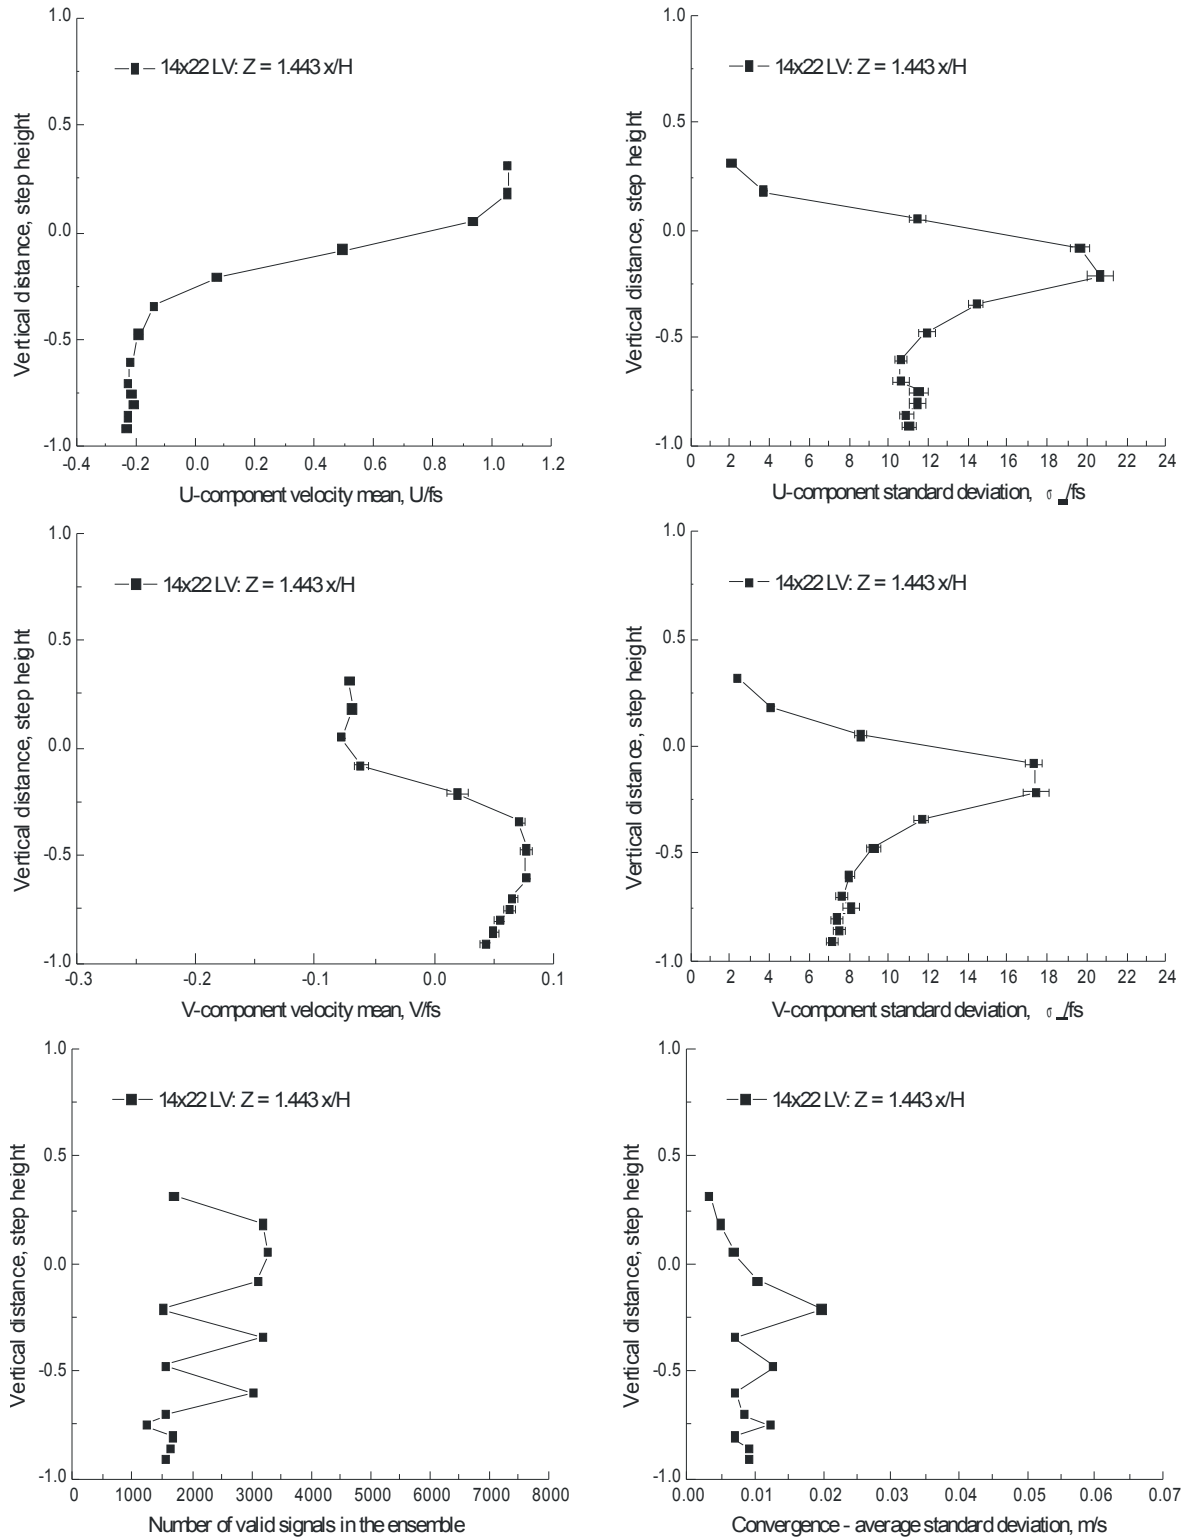 1.0
14x22 LV: Z = 1.443 x/H
0.5
Vertical distance, step height
0.0
-0.5
-1.0
-0.4 -0.2 0.0 0.2 0.4 0.6 0.8 1.0 1.2
U-component velocity mean, U/fs
1.0
14x22 LV: Z = 1.443 x/H
0.5
Vertical distance, step height
0.0
-0.5
-1.0
0 2 4 6 8 10 12 14 16 18 20 22 24
U-component standard deviation, σ_/fs
1.0
14x22 LV: Z = 1.443 x/H
0.5
Vertical distance, step height
0.0
-0.5
-1.0
-0.3 -0.2 -0.1 0.0 0.1
V-component velocity mean, V/fs
1.0
14x22 LV: Z = 1.443 x/H
0.5
Vertical distance, step height
0.0
-0.5
-1.0
0 2 4 6 8 10 12 14 16 18 20 22 24
V-component standard deviation, σ_/fs
1.0
14x22 LV: Z = 1.443 x/H
0.5
Vertical distance, step height
0.0
-0.5
-1.0
0 1000 2000 3000 4000 5000 6000 7000 8000
Number of valid signals in the ensemble
1.0
14x22 LV: Z = 1.443 x/H
0.5
Vertical distance, step height
0.0
-0.5
-1.0
0.00 0.01 0.02 0.03 0.04 0.05 0.06 0.07
Convergence - average standard deviation, m/s